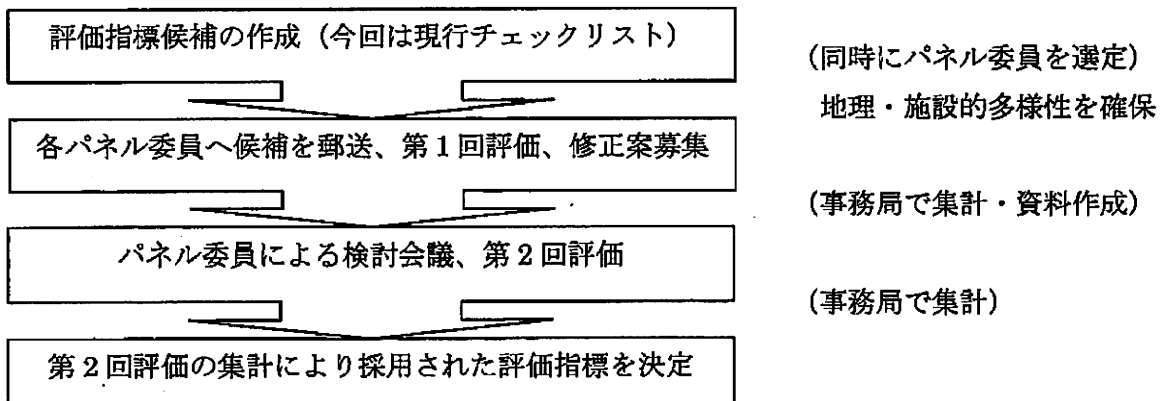 評価指標候補の作成（今回は現行チェックリスト）
（同時にパネル委員を選定）
地理・施設的多様性を確保
各パネル委員へ候補を郵送、第１回評価、修正案募集
（事務局で集計・資料作成）
パネル委員による検討会議、第２回評価
（事務局で集計）
第２回評価の集計により採用された評価指標を決定